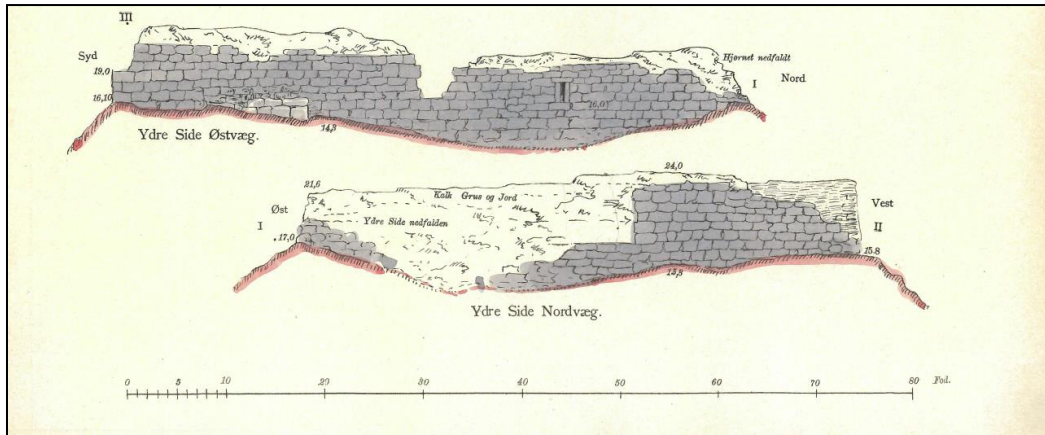 III
Syd
19,0
16,10
Hjørnet nedfaldt
I Nord
16,0
14,3
Ydre Side Østvæg.
24,0
21,6
Kalk Grus og Jord
Øst
I
Vest
II
Ydre Side nedfalden
17,0
15.8
15,8
Ydre Side Nordvæg.
0 5 10 20 30 40 50 60 70 80 Fod.